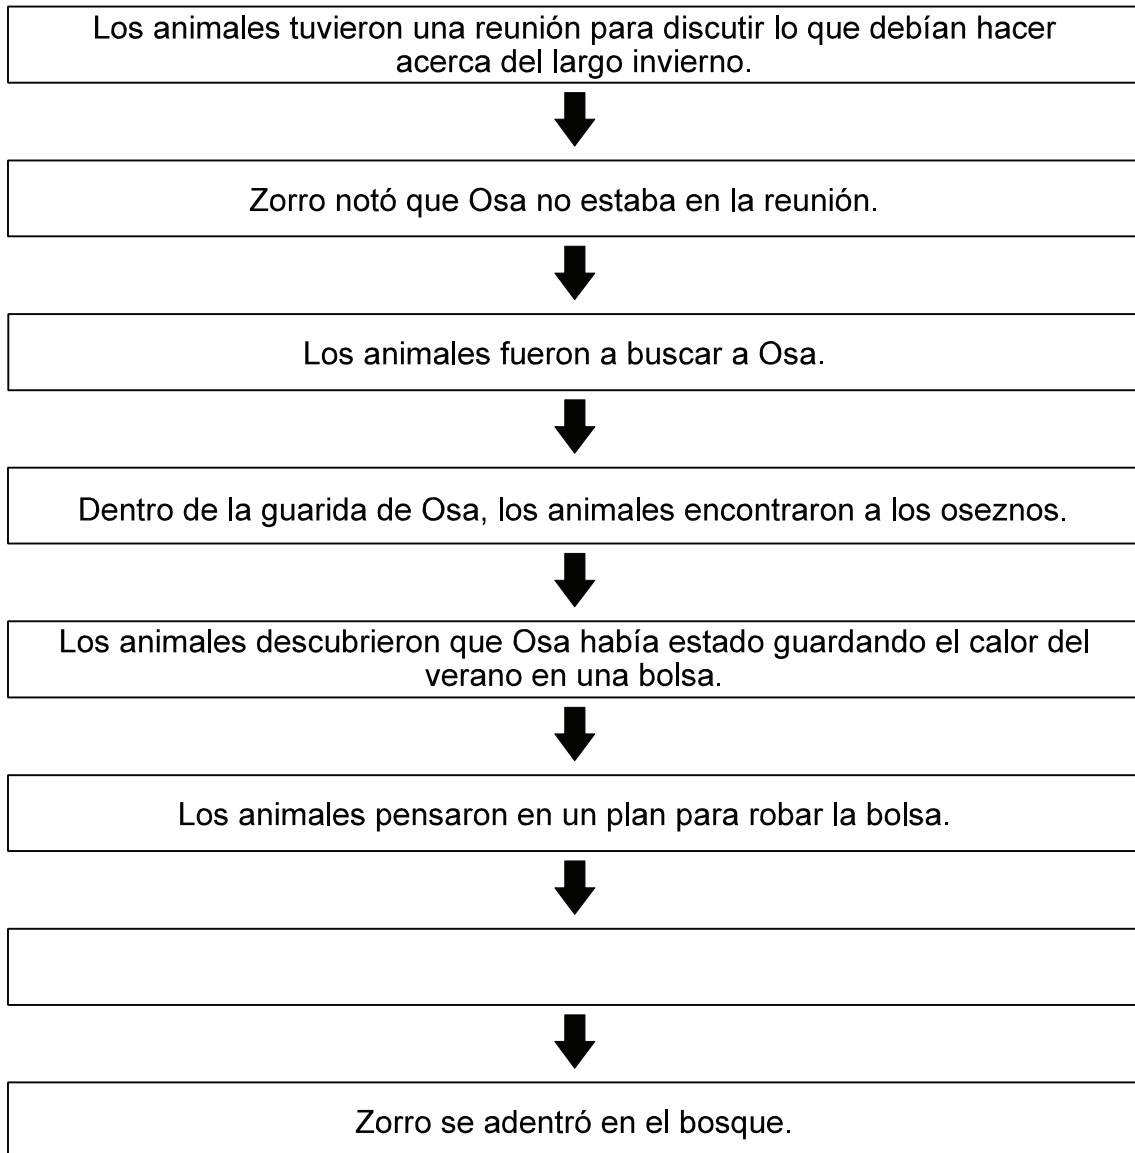 Los animales tuvieron una reunión para discutir lo que debían hacer
acerca del largo invierno.
Zorro notó que Osa no estaba en la reunión.
Los animales fueron a buscar a Osa.
Dentro de la guarida de Osa, los animales encontraron a los oseznos.
Los animales descubrieron que Osa había estado guardando el calor del
verano en una bolsa.
Los animales pensaron en un plan para robar la bolsa.
Zorro se adentró en el bosque.